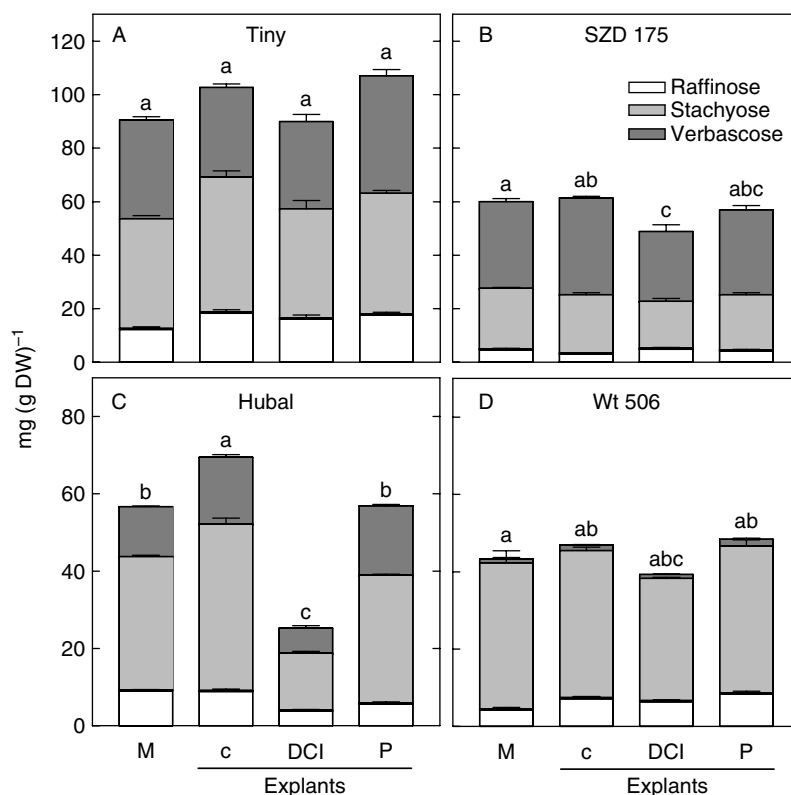 A Tiny
B SZD 175
120
100
80
60
40
20
0
mg (g DW)−1
a a a a
a ab c abc
Raffinose
Stachyose
Verbascose
C Hubal
D Wt 506
80
60
40
20
0
b a c b
a ab abc ab
M c DCI P M c DCI P
Explants Explants